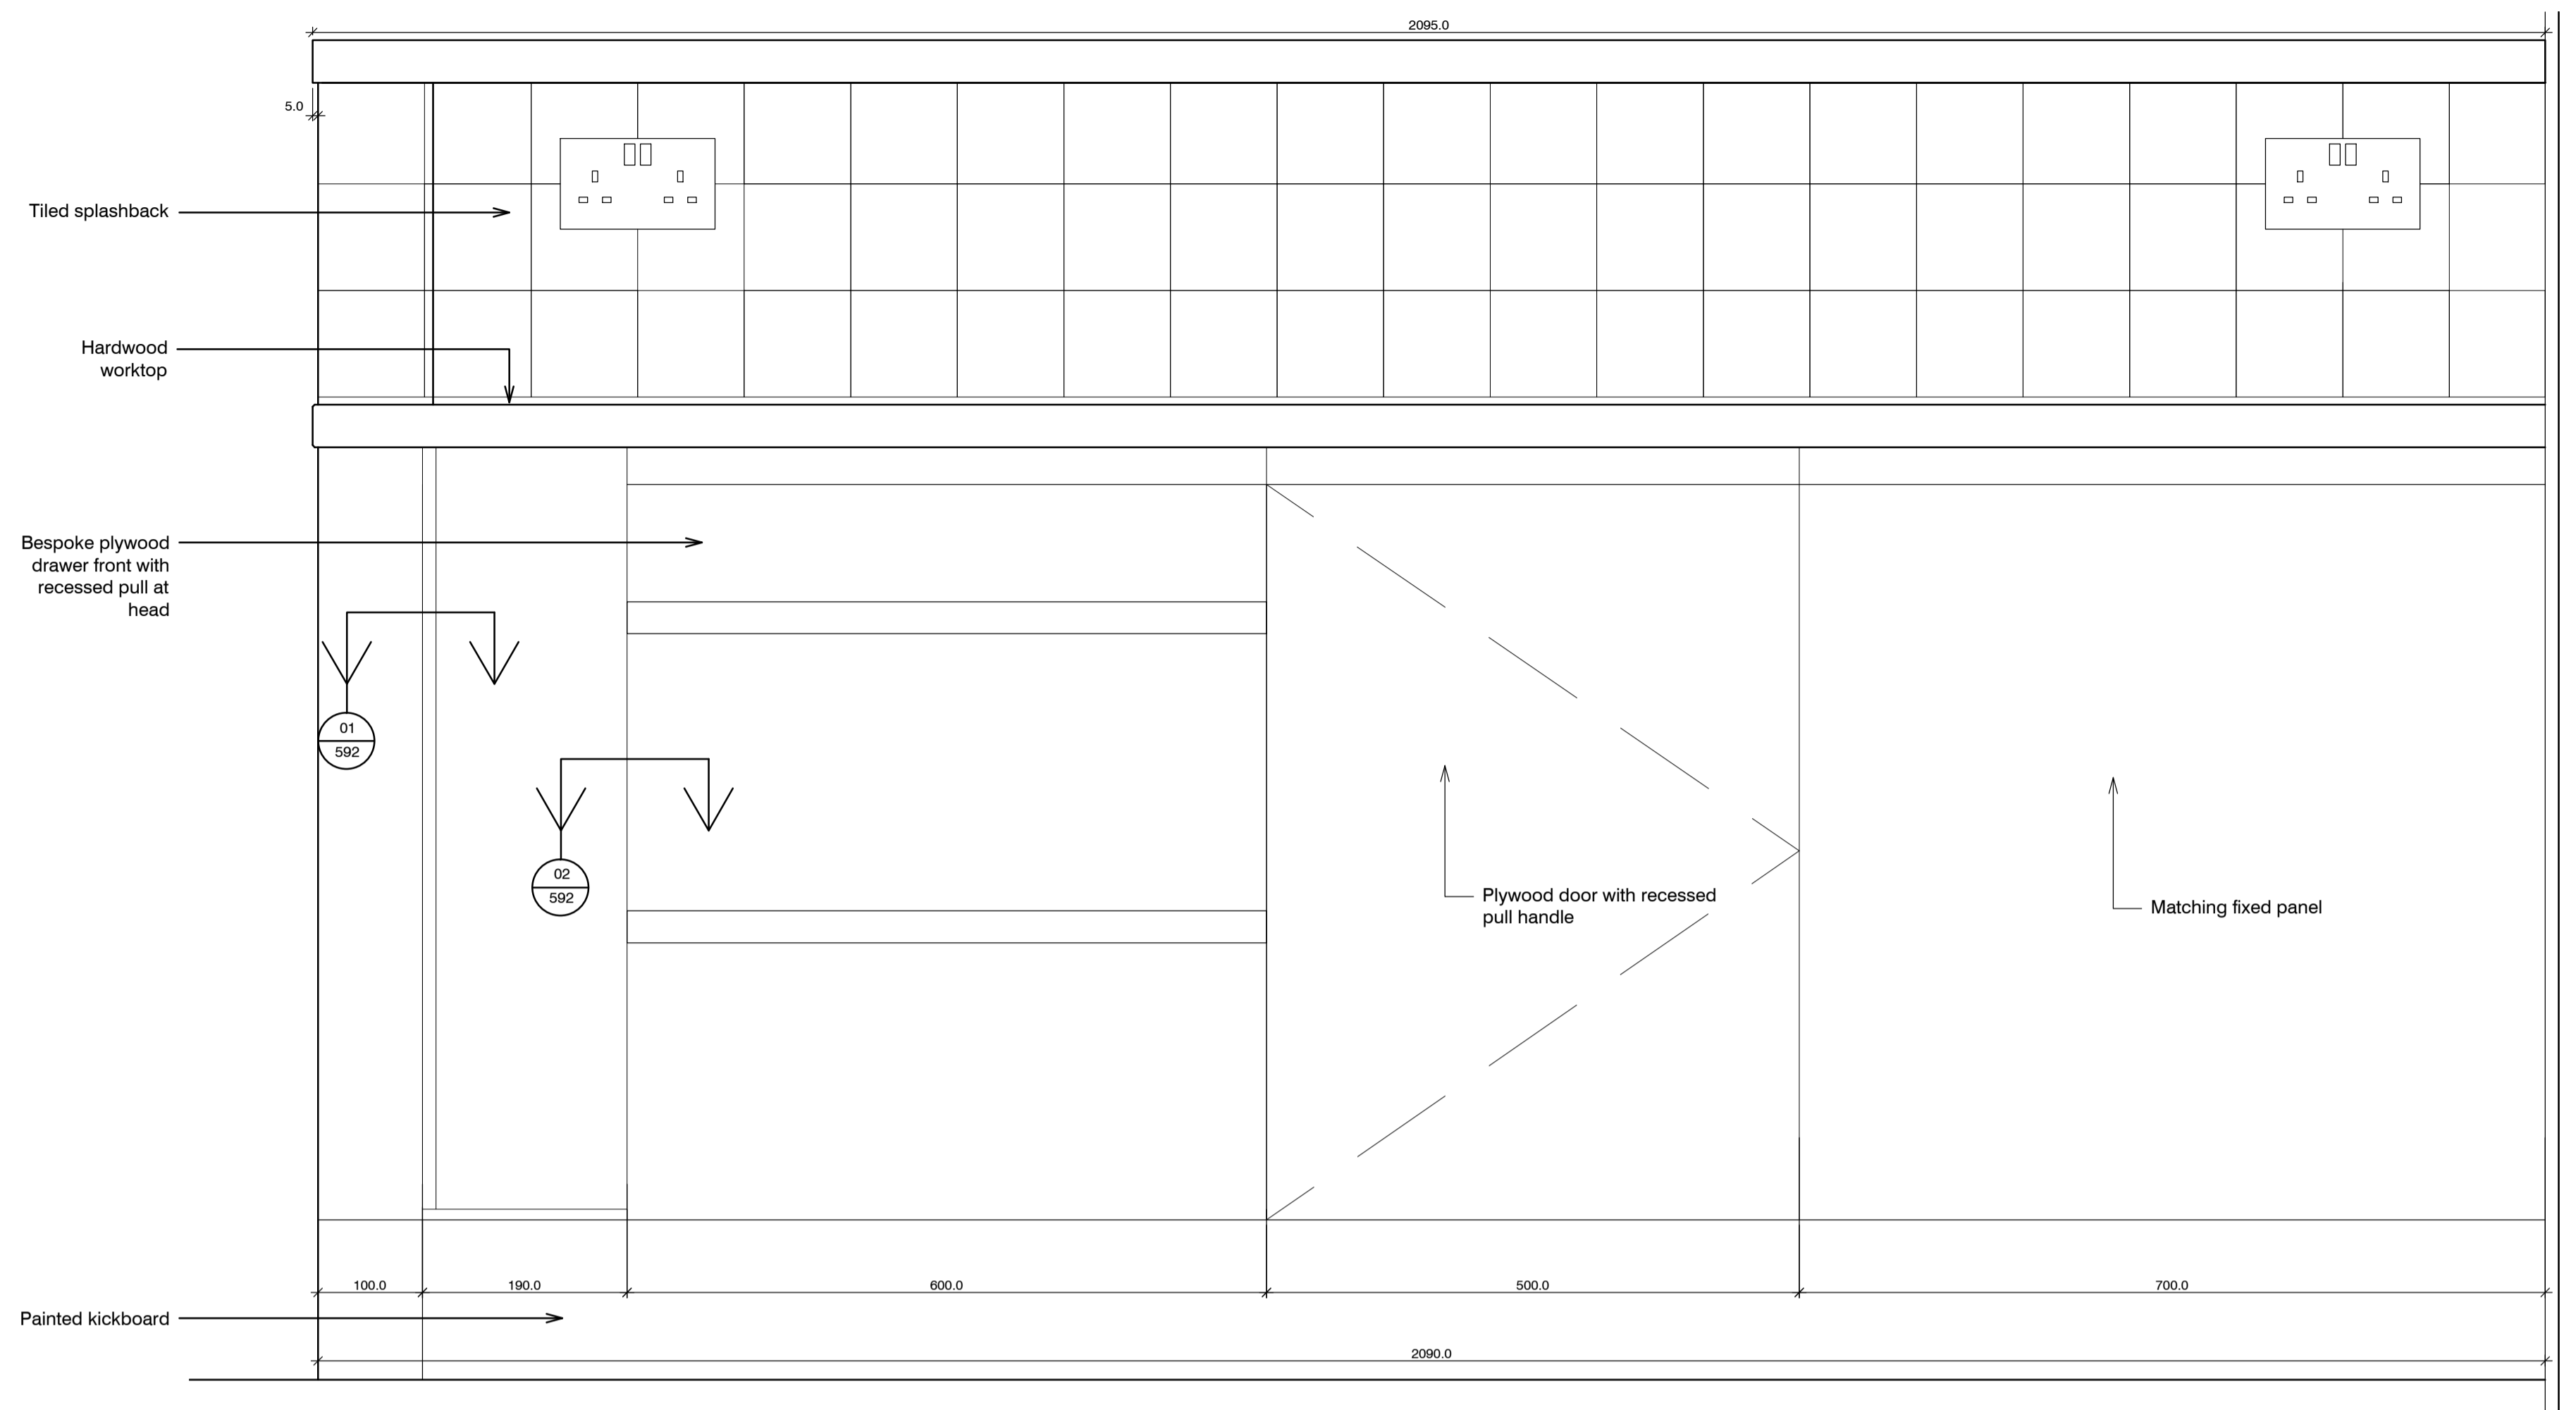 2095.0
5.0
Tiled splashback
Hardwood
worktop
Bespoke plywood
drawer front with
recessed pull at
head
01
592
02
592
Plywood door with recessed
pull handle
Matching fixed panel
100.0
190.0
600.0
500.0
700.0
Painted kickboard
2090.0